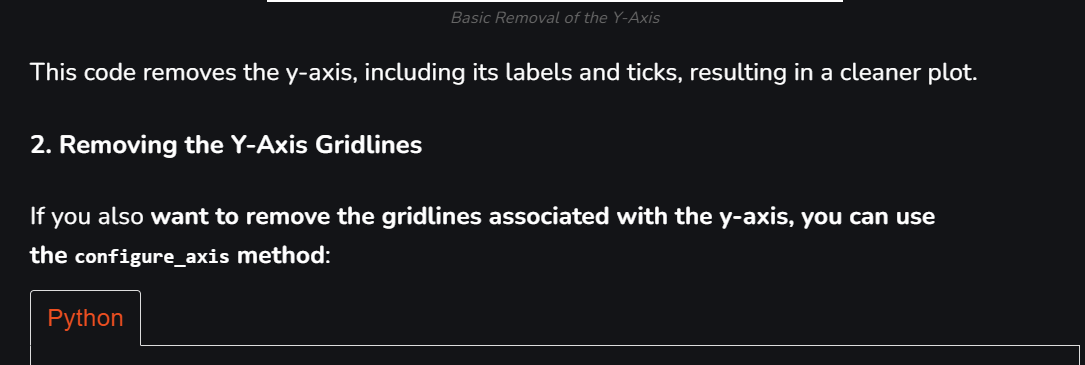 Basic Removal of the Y-Axis
This code removes the y-axis, including its labels and ticks, resulting in a cleaner plot.
2. Removing the Y-Axis Gridlines
If you also want to remove the gridlines associated with the y-axis, you can use
the configure_axis method:
Python